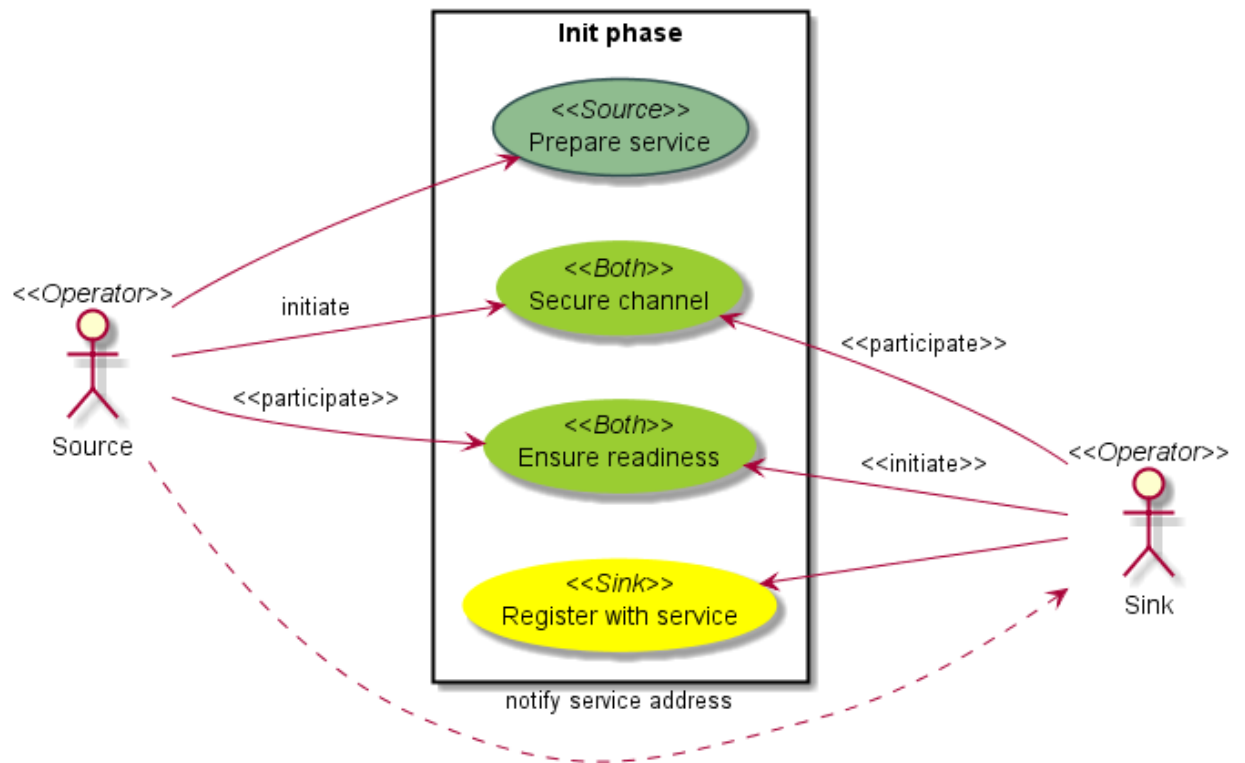 Init phase
<<Source>>
Prepare service
<<Operator>>
Source
initiate
<<Both>>
Secure channel
<<participate>>
<<participate>>
<<Both>>
Ensure readiness
<<initiate>>
<<Operator>>
Sink
<<Sink>>
Register with service
notify service address